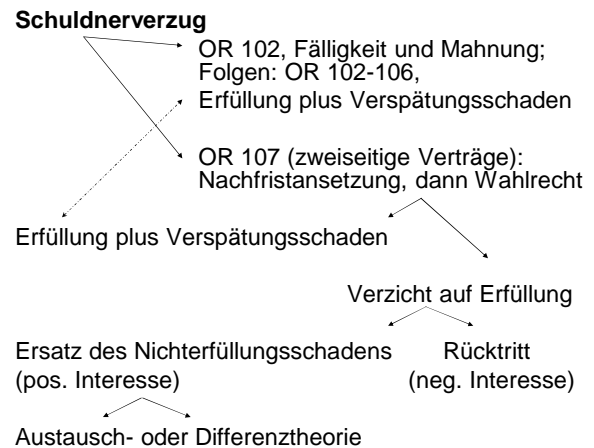 Schuldnerverzug
OR 102, Fälligkeit und Mahnung;
Folgen: OR 102-106,
Erfüllung plus Verspätungsschaden
OR 107 (zweiseitige Verträge):
Nachfristansetzung, dann Wahlrecht
Erfüllung plus Verspätungsschaden
Verzicht auf Erfüllung
Ersatz des Nichterfüllungsschadens Rücktritt
(pos. Interesse) (neg. Interesse)
Austausch- oder Differenztheorie